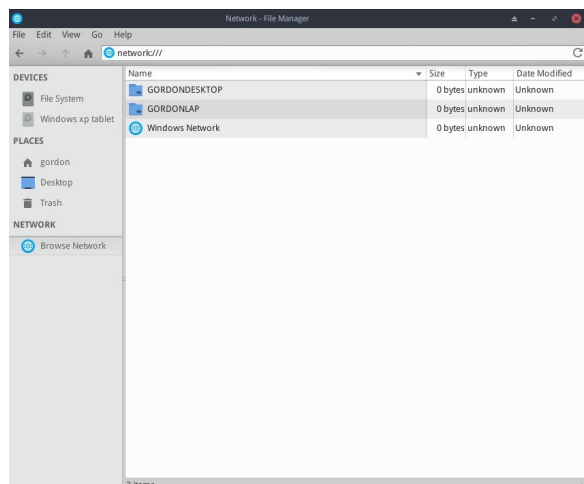 Network - File Manager
File Edit View Go Help
network:///
DEVICES
File System
Windows xp tablet
PLACES
gordon
Desktop
Trash
NETWORK
Browse Network
Name Size Type Date Modified
GORDONDESKTOP 0 bytes unknown Unknown
GORDONLAP 0 bytes unknown Unknown
Windows Network 0 bytes unknown Unknown
items